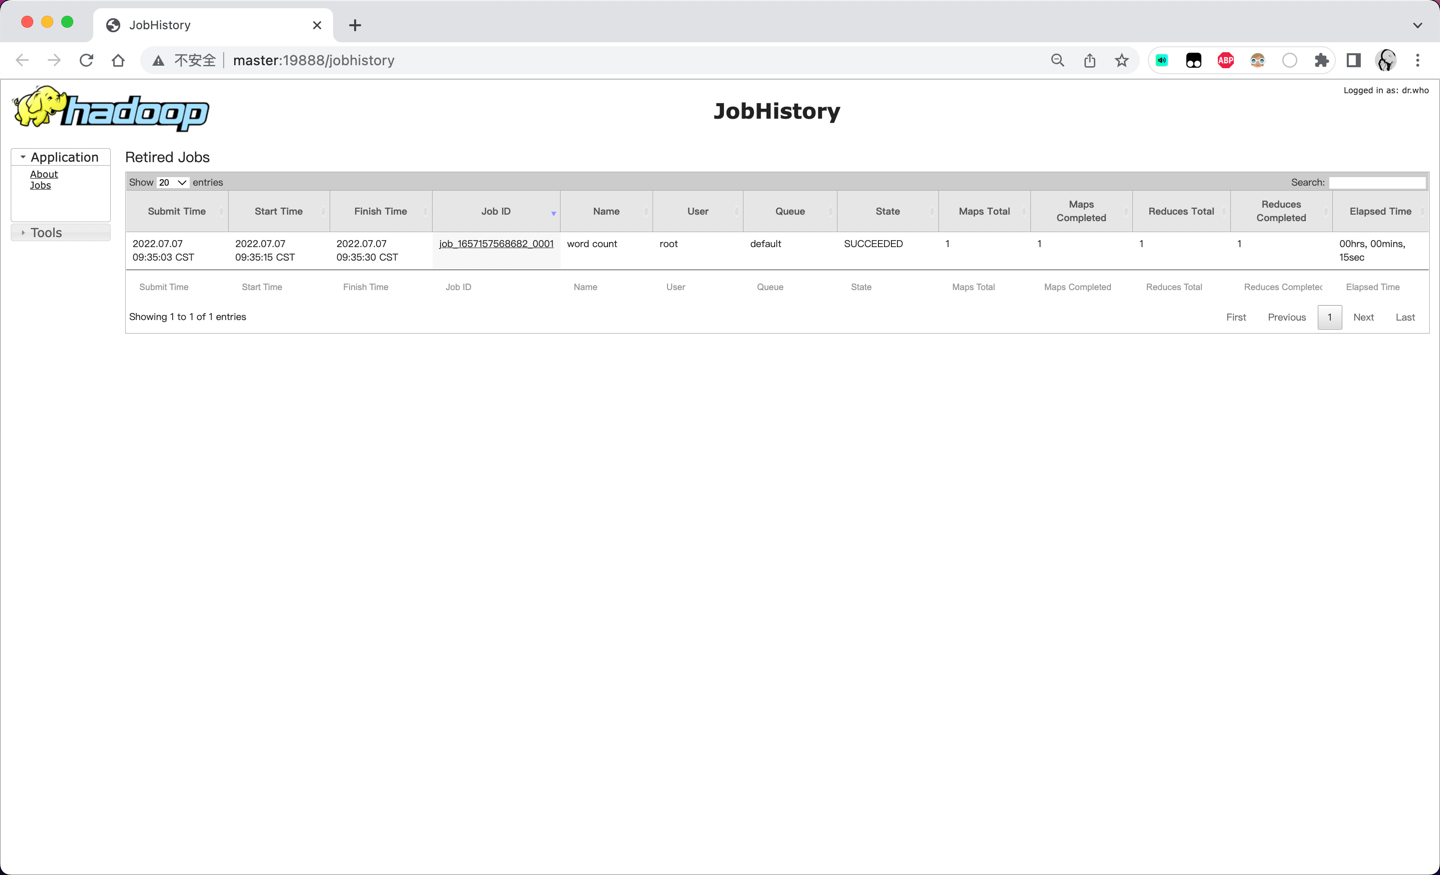 JobHistory
不安全 master:19888/jobhistory
ABP
Logged in as: dr.who
hadoop
JobHistory
Application
About
Jobs
Tools
Retired Jobs
Show 20 entries
Search:
Submit Time Start Time Finish Time Job ID Name User Queue State Maps Total Maps Completed Reduces Total Reduces Completed Elapsed Time
2022.07.07 09:35:03 CST 2022.07.07 09:35:15 CST 2022.07.07 09:35:30 CST job_1657157568682_0001 word count root default SUCCEEDED 1 1 1 1 00hrs, 00mins, 15sec
Submit Time Start Time Finish Time Job ID Name User Queue State Maps Total Maps Completed Reduces Total Reduces Completed Elapsed Time
Showing 1 to 1 of 1 entries
First Previous 1 Next Last